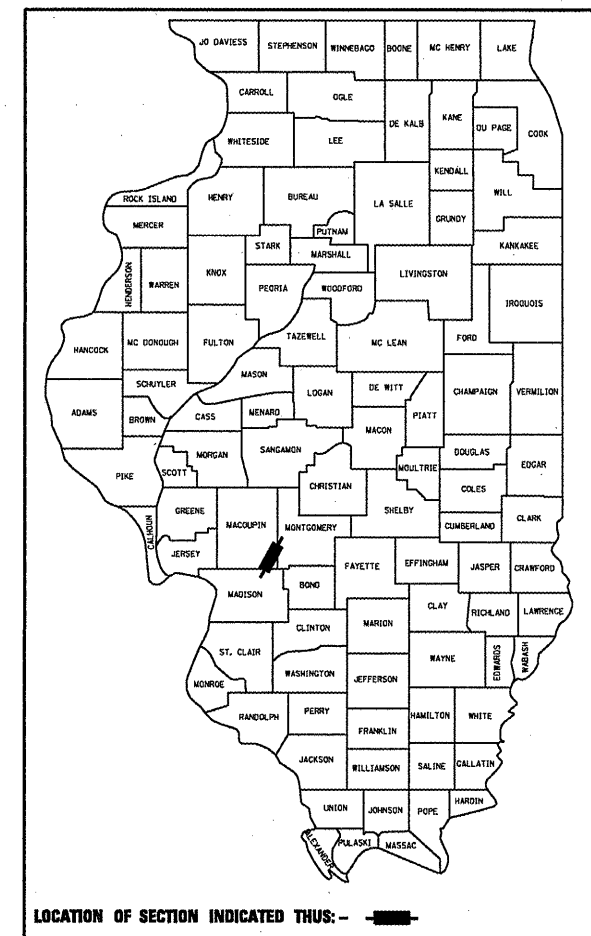 JO DAVIESS STEPHENSON WINNEBAGO BOONE MC HENRY LAKE
CARROLL OGLE DE KALB KANE DU PAGE COOK
WHITESIDE LEE KENDALL WILL
ROCK ISLAND HENRY BUREAU LA SALLE GRUNDY
MERCER PUTNAM KANKAKEE
HENDERSON WARREN KNOX STARK MARSHALL LIVINGSTON
PEORIA WOODFORD IROQUOIS
HANCOCK MC DONOUGH FULTON TAZEWELL MC LEAN FORD
MASON
SCHUYLER LOGAN DE WITT CHAMPAIGN VERMILION
ADAMS BROWN CASS MENARD MACON PIATT
MORGAN SANGAMON DOUGLAS EDGAR
PIKE SCOTT CHRISTIAN MOULTRIE COLES
GREENE MACOUPIN MONTGOMERY SHELBY CUMBERLAND CLARK
CALHOUN JERSEY FAYETTE EFFINGHAM JASPER CRAWFORD
MADISON BOND CLAY RICHLAND LAWRENCE
CLINTON MARION
ST. CLAIR WAYNE EDWARDS WABASH
MONROE WASHINGTON JEFFERSON
RANDOLPH PERRY HAMILTON WHITE
FRANKLIN
JACKSON WILLIAMSON SALINE GALLATIN
UNION JOHNSON POPE HARDIN
ALEXANDER PULASKI MASSAC
LOCATION OF SECTION INDICATED THUS: -